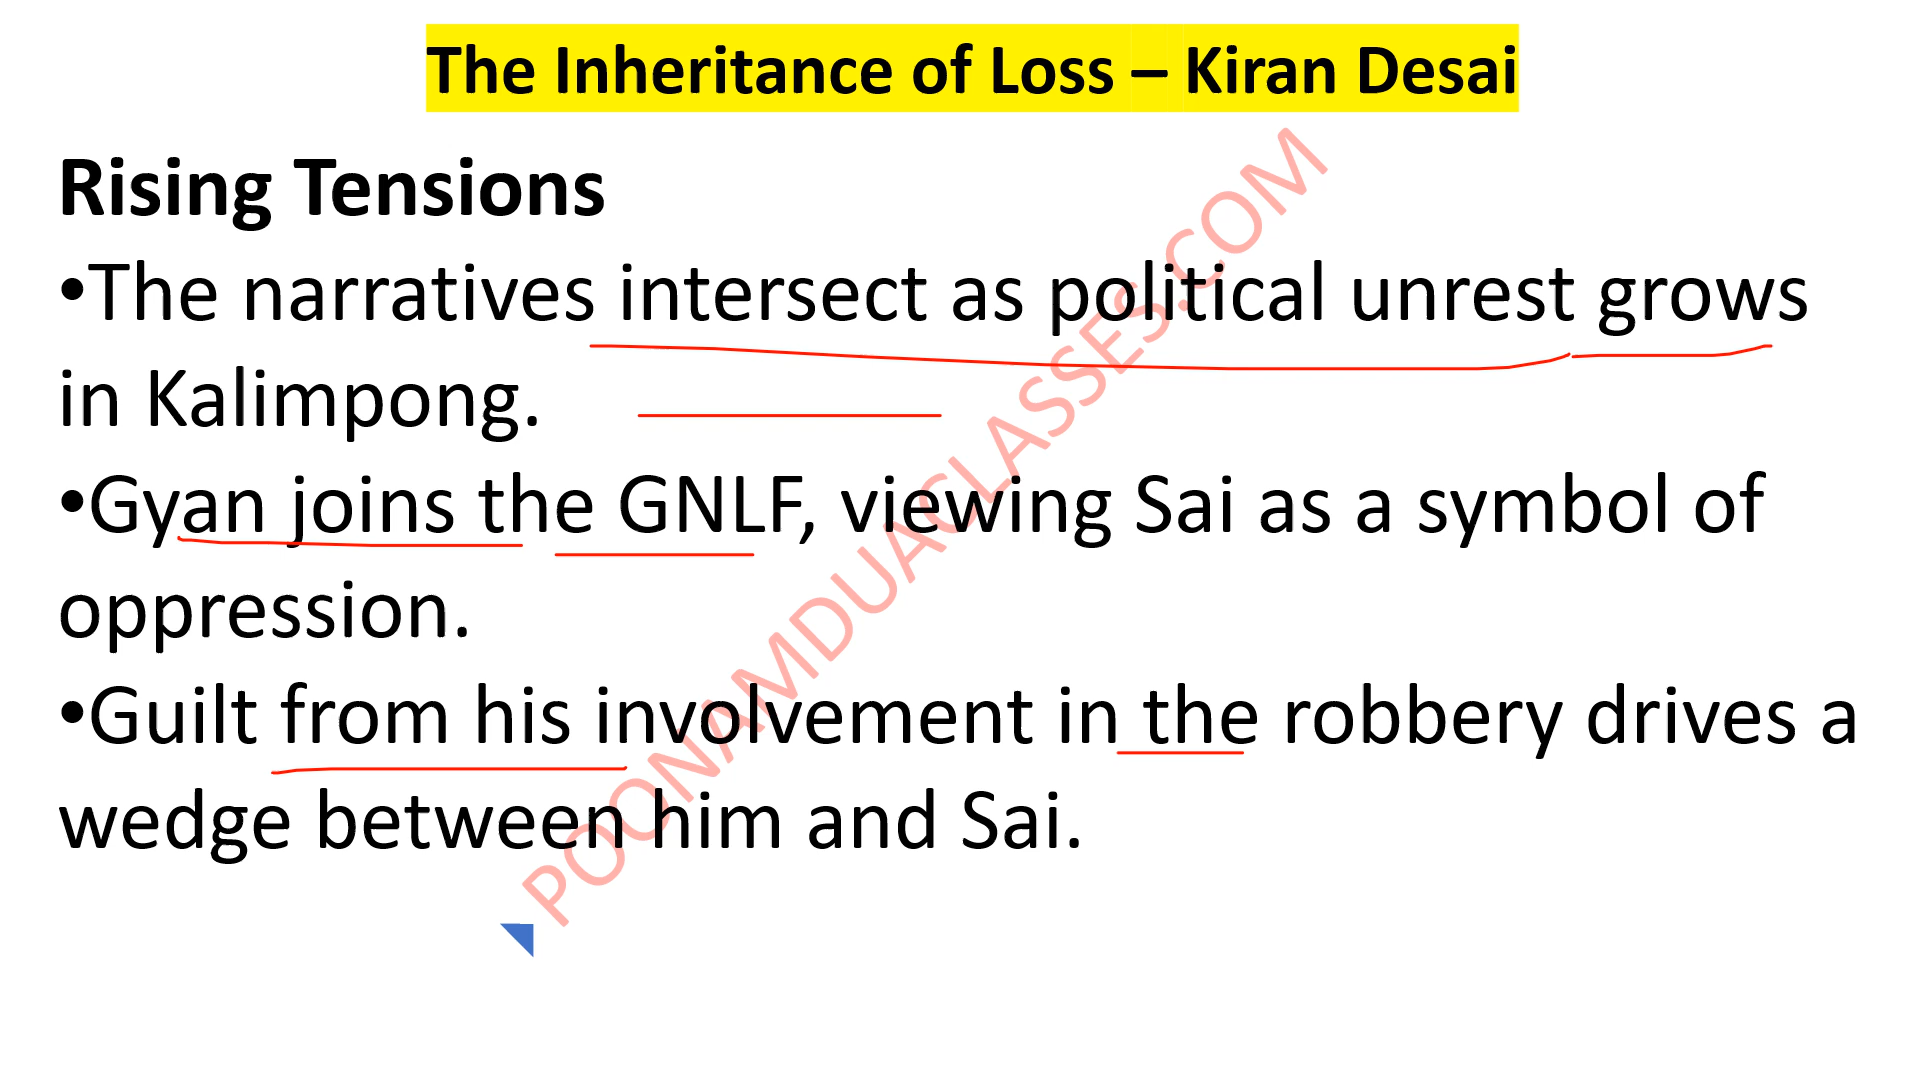 The Inheritance of Loss – Kiran Desai
Rising Tensions
•The narratives intersect as political unrest grows
in Kalimpong.
•Gyan joins the GNLF, viewing Sai as a symbol of
oppression.
•Guilt from his involvement in the robbery drives a
wedge between him and Sai.
POONAMDUACLASSES.COM